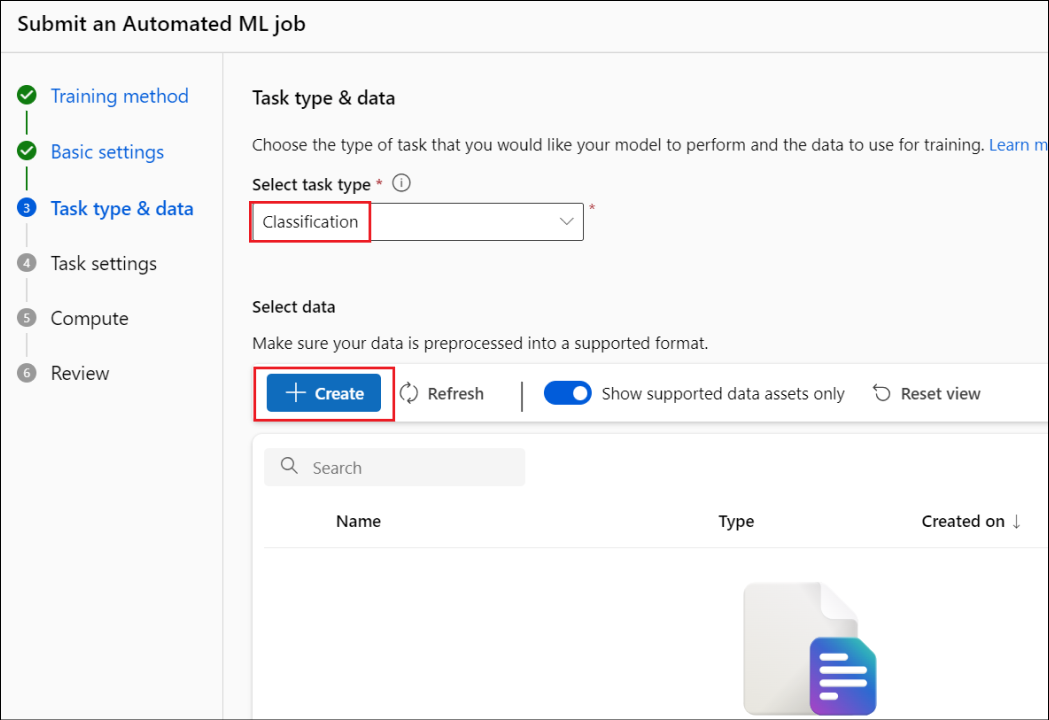 Submit an Automated ML job
Training method
Basic settings
3 Task type & data
4 Task settings
5 Compute
6 Review
Task type & data
Choose the type of task that you would like your model to perform and the data to use for training. Learn m
Select task type *
Classification *
Select data
Make sure your data is preprocessed into a supported format.
+ Create Refresh | Show supported data assets only Reset view
Search
Name Type Created on ↓